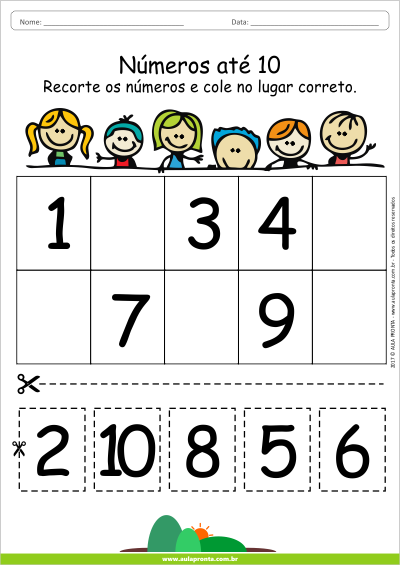 Nome: Data:
Números até 10
Recorte os números e cole no lugar correto.
1 3 4
7 9
2 10 8 5 6
2017 © AULA PRONTA - www.aulapronta.com.br - Todos os direitos reservados
www.aulapronta.com.br